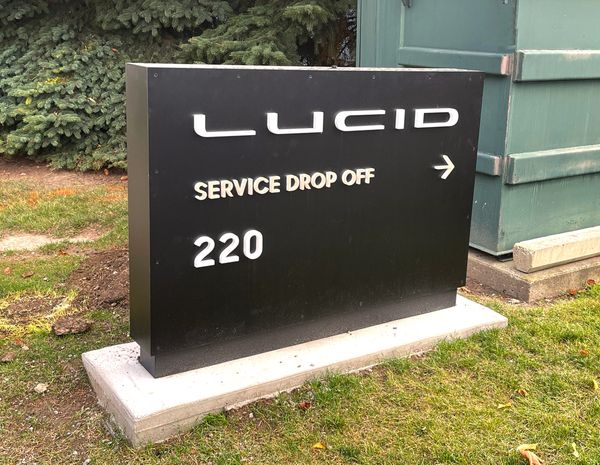 LUCID
SERVICE DROP OFF →
220